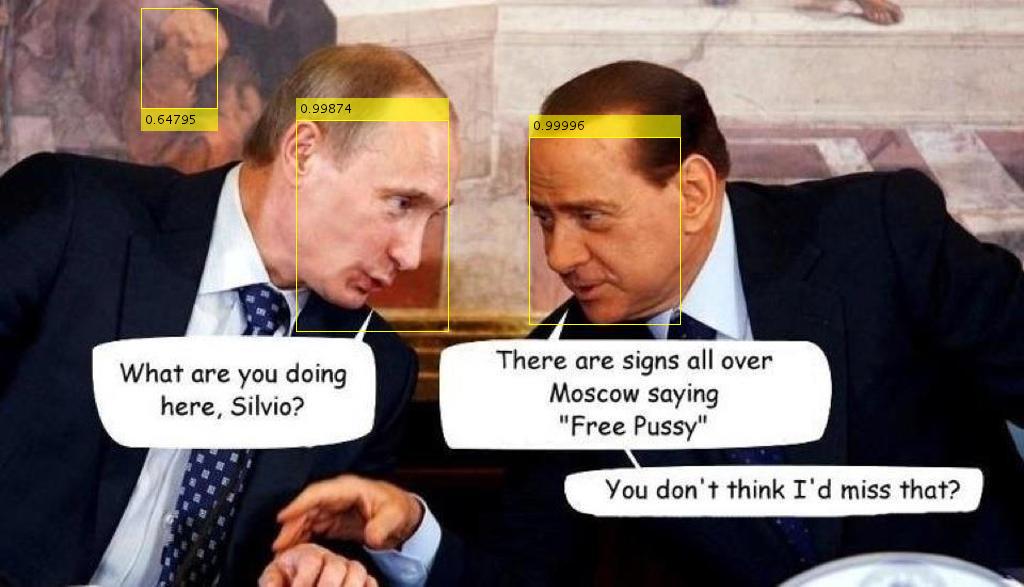 0.64795
0.99874
0.99996
What are you doing
here, Silvio?
There are signs all over
Moscow saying
"Free Pussy"
You don't think I'd miss that?